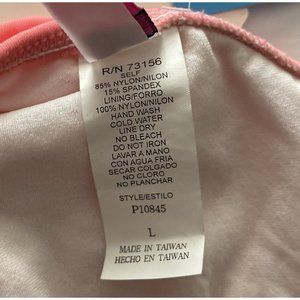 R/N 73156
SELF
85% NYLON/NILON
15% SPANDEX
LINING/FORRO
100% NYLON/NILON
HAND WASH
COLD WATER
LINE DRY
NO BLEACH
DO NOT IRON
LAVAR A MANO
CON AGUA FRIA
SECAR COLGADO
NO CLORO
NO PLANCHAR
STYLE/ESTILO
P10845
L
MADE IN TAIWAN
HECHO EN TAIWAN